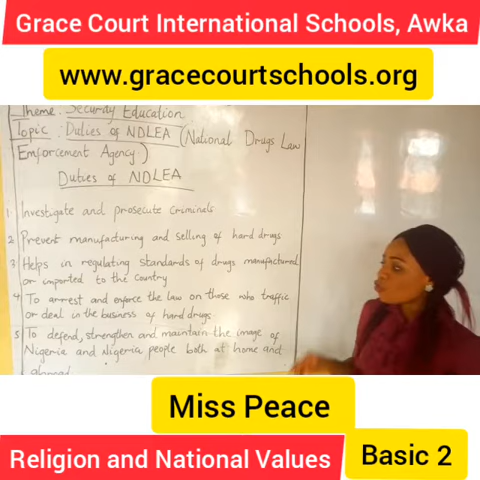 Grace Court International Schools, Awka
www.gracecourtschools.org
Theme: Security Education
Topic: Duties of NDLEA (National Drugs Law
Enforcement Agency)
Duties of NDLEA
1 Investigate and prosecute criminals
2 Prevent manufacturing and selling of hard drugs
3 Helps in regulating standards of drugs manufactured
or imported to the country
4 To arrest and enforce the law on those who traffic
or deal in the business of hard drugs.
5 To defend, strengthen and maintain the image of
Nigeria and Nigeria people both at home and
abroad
Miss Peace
Religion and National Values
Basic 2